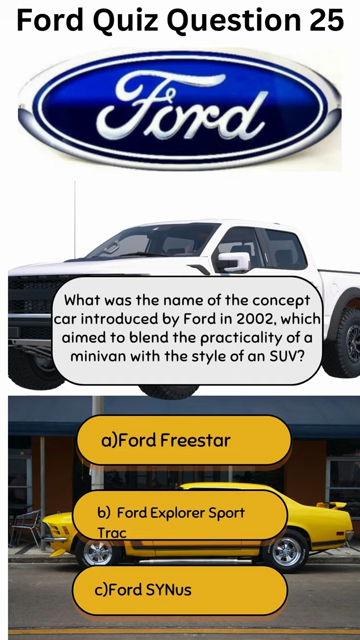 Ford Quiz Question 25
Ford
What was the name of the concept
car introduced by Ford in 2002, which
aimed to blend the practicality of a
minivan with the style of an SUV?
a)Ford Freestar
b) Ford Explorer Sport
Trac
c)Ford SYNus